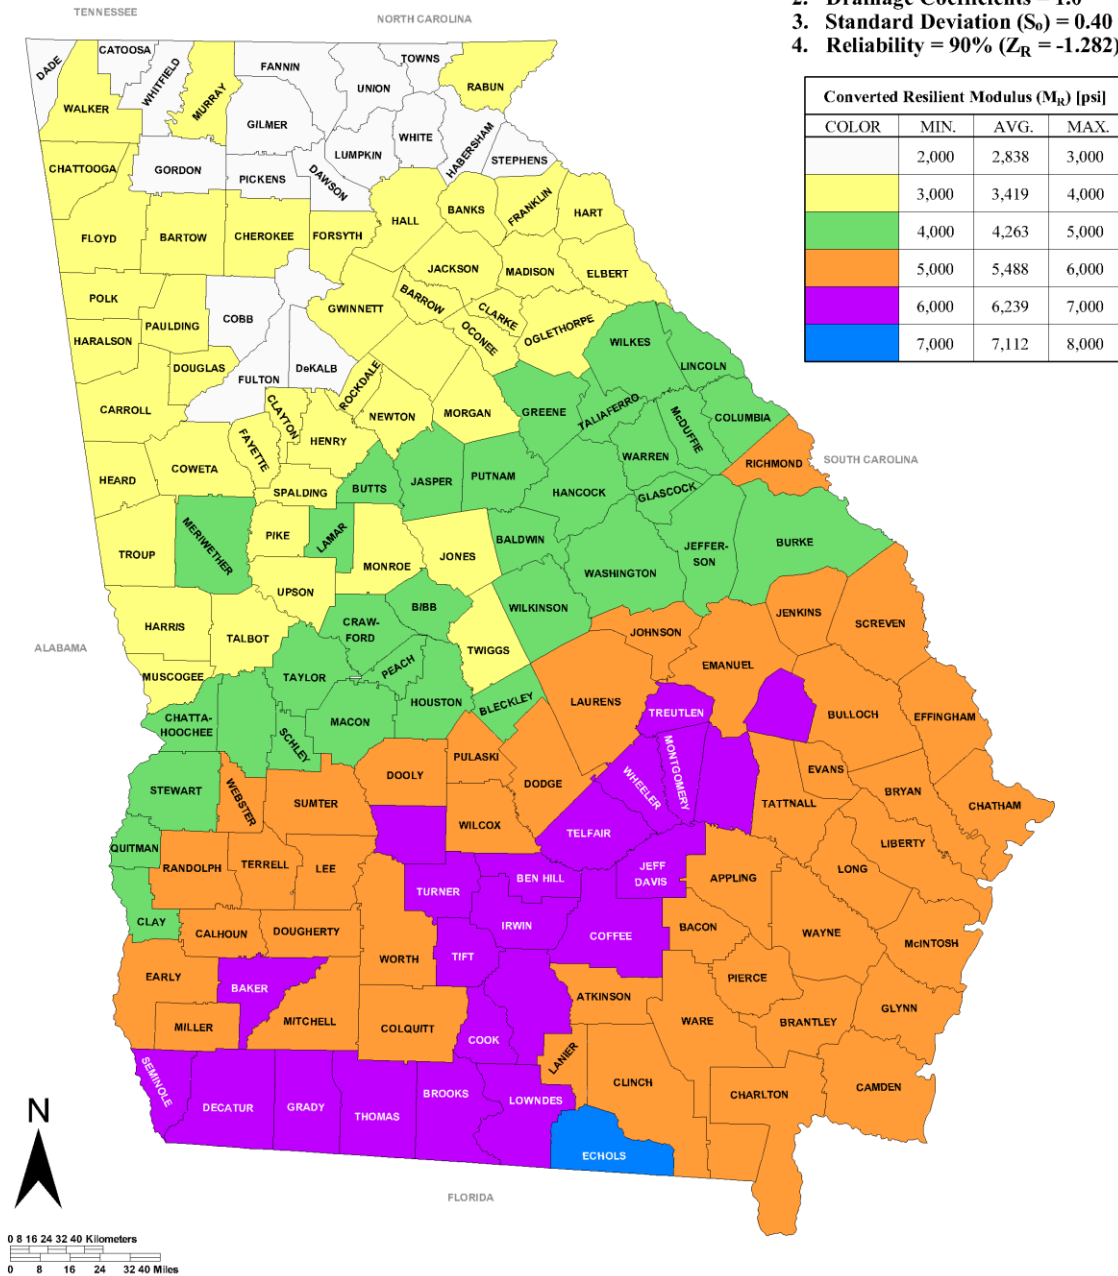 TENNESSEE
NORTH CAROLINA
2. Drainage Coefficients = 1.0
3. Standard Deviation (So) = 0.40
4. Reliability = 90% (ZR = -1.282)
Converted Resilient Modulus (MR) [psi]
COLOR MIN. AVG. MAX.
2,000 2,838 3,000
3,000 3,419 4,000
4,000 4,263 5,000
5,000 5,488 6,000
6,000 6,239 7,000
7,000 7,112 8,000
DADE
CATOOSA
WHITFIELD
WALKER
MURRAY
FANNIN
UNION
TOWNS
RABUN
GILMER
WHITE
HABERSHAM
STEPHENS
LUMPKIN
CHATTOOGA
GORDON
PICKENS
DAWSON
HALL
BANKS
FRANKLIN
HART
FLOYD
BARTOW
CHEROKEE
FORSYTH
JACKSON
MADISON
ELBERT
POLK
PAULDING
COBB
GWINNETT
BARROW
CLARKE
OCONEE
OGLETHORPE
WILKES
LINCOLN
HARALSON
DOUGLAS
FULTON
DeKALB
ROCKDALE
CARROLL
CLAYTON
FAYETTE
HENRY
NEWTON
MORGAN
GREENE
TALIAFERRO
McDUFFIE
COLUMBIA
HEARD
COWETA
SPALDING
BUTTS
JASPER
PUTNAM
HANCOCK
WARREN
GLASCOCK
RICHMOND
SOUTH CAROLINA
TROUP
MERIWETHER
PIKE
LAMAR
MONROE
JONES
BALDWIN
WASHINGTON
JEFFER-
SON
BURKE
UPSON
HARRIS
TALBOT
CRAW-
FORD
BIBB
TWIGGS
WILKINSON
JOHNSON
JENKINS
SCREVEN
ALABAMA
MUSCOGEE
TAYLOR
PEACH
HOUSTON
BLECKLEY
LAURENS
EMANUEL
CHATTA-
HOOCHEE
SCHLEY
MACON
TREUTLEN
BULLOCH
EFFINGHAM
STEWART
WEBSTER
SUMTER
DOOLY
PULASKI
DODGE
WHEELER
MONTGOMERY
TATTNALL
EVANS
BRYAN
CHATHAM
QUITMAN
RANDOLPH
TERRELL
LEE
WILCOX
TELFAIR
LIBERTY
CLAY
CALHOUN
DOUGHERTY
TURNER
BEN HILL
JEFF
DAVIS
APPLING
LONG
IRWIN
COFFEE
BACON
WAYNE
McINTOSH
EARLY
BAKER
WORTH
TIFT
PIERCE
MILLER
MITCHELL
COLQUITT
COOK
ATKINSON
WARE
BRANTLEY
GLYNN
SEMINOLE
DECATUR
GRADY
THOMAS
BROOKS
LOWNDES
LANIER
CLINCH
CHARLTON
CAMDEN
ECHOLS
N
FLORIDA
0 8 16 24 32 40 Kilometers
0 8 16 24 32 40 Miles